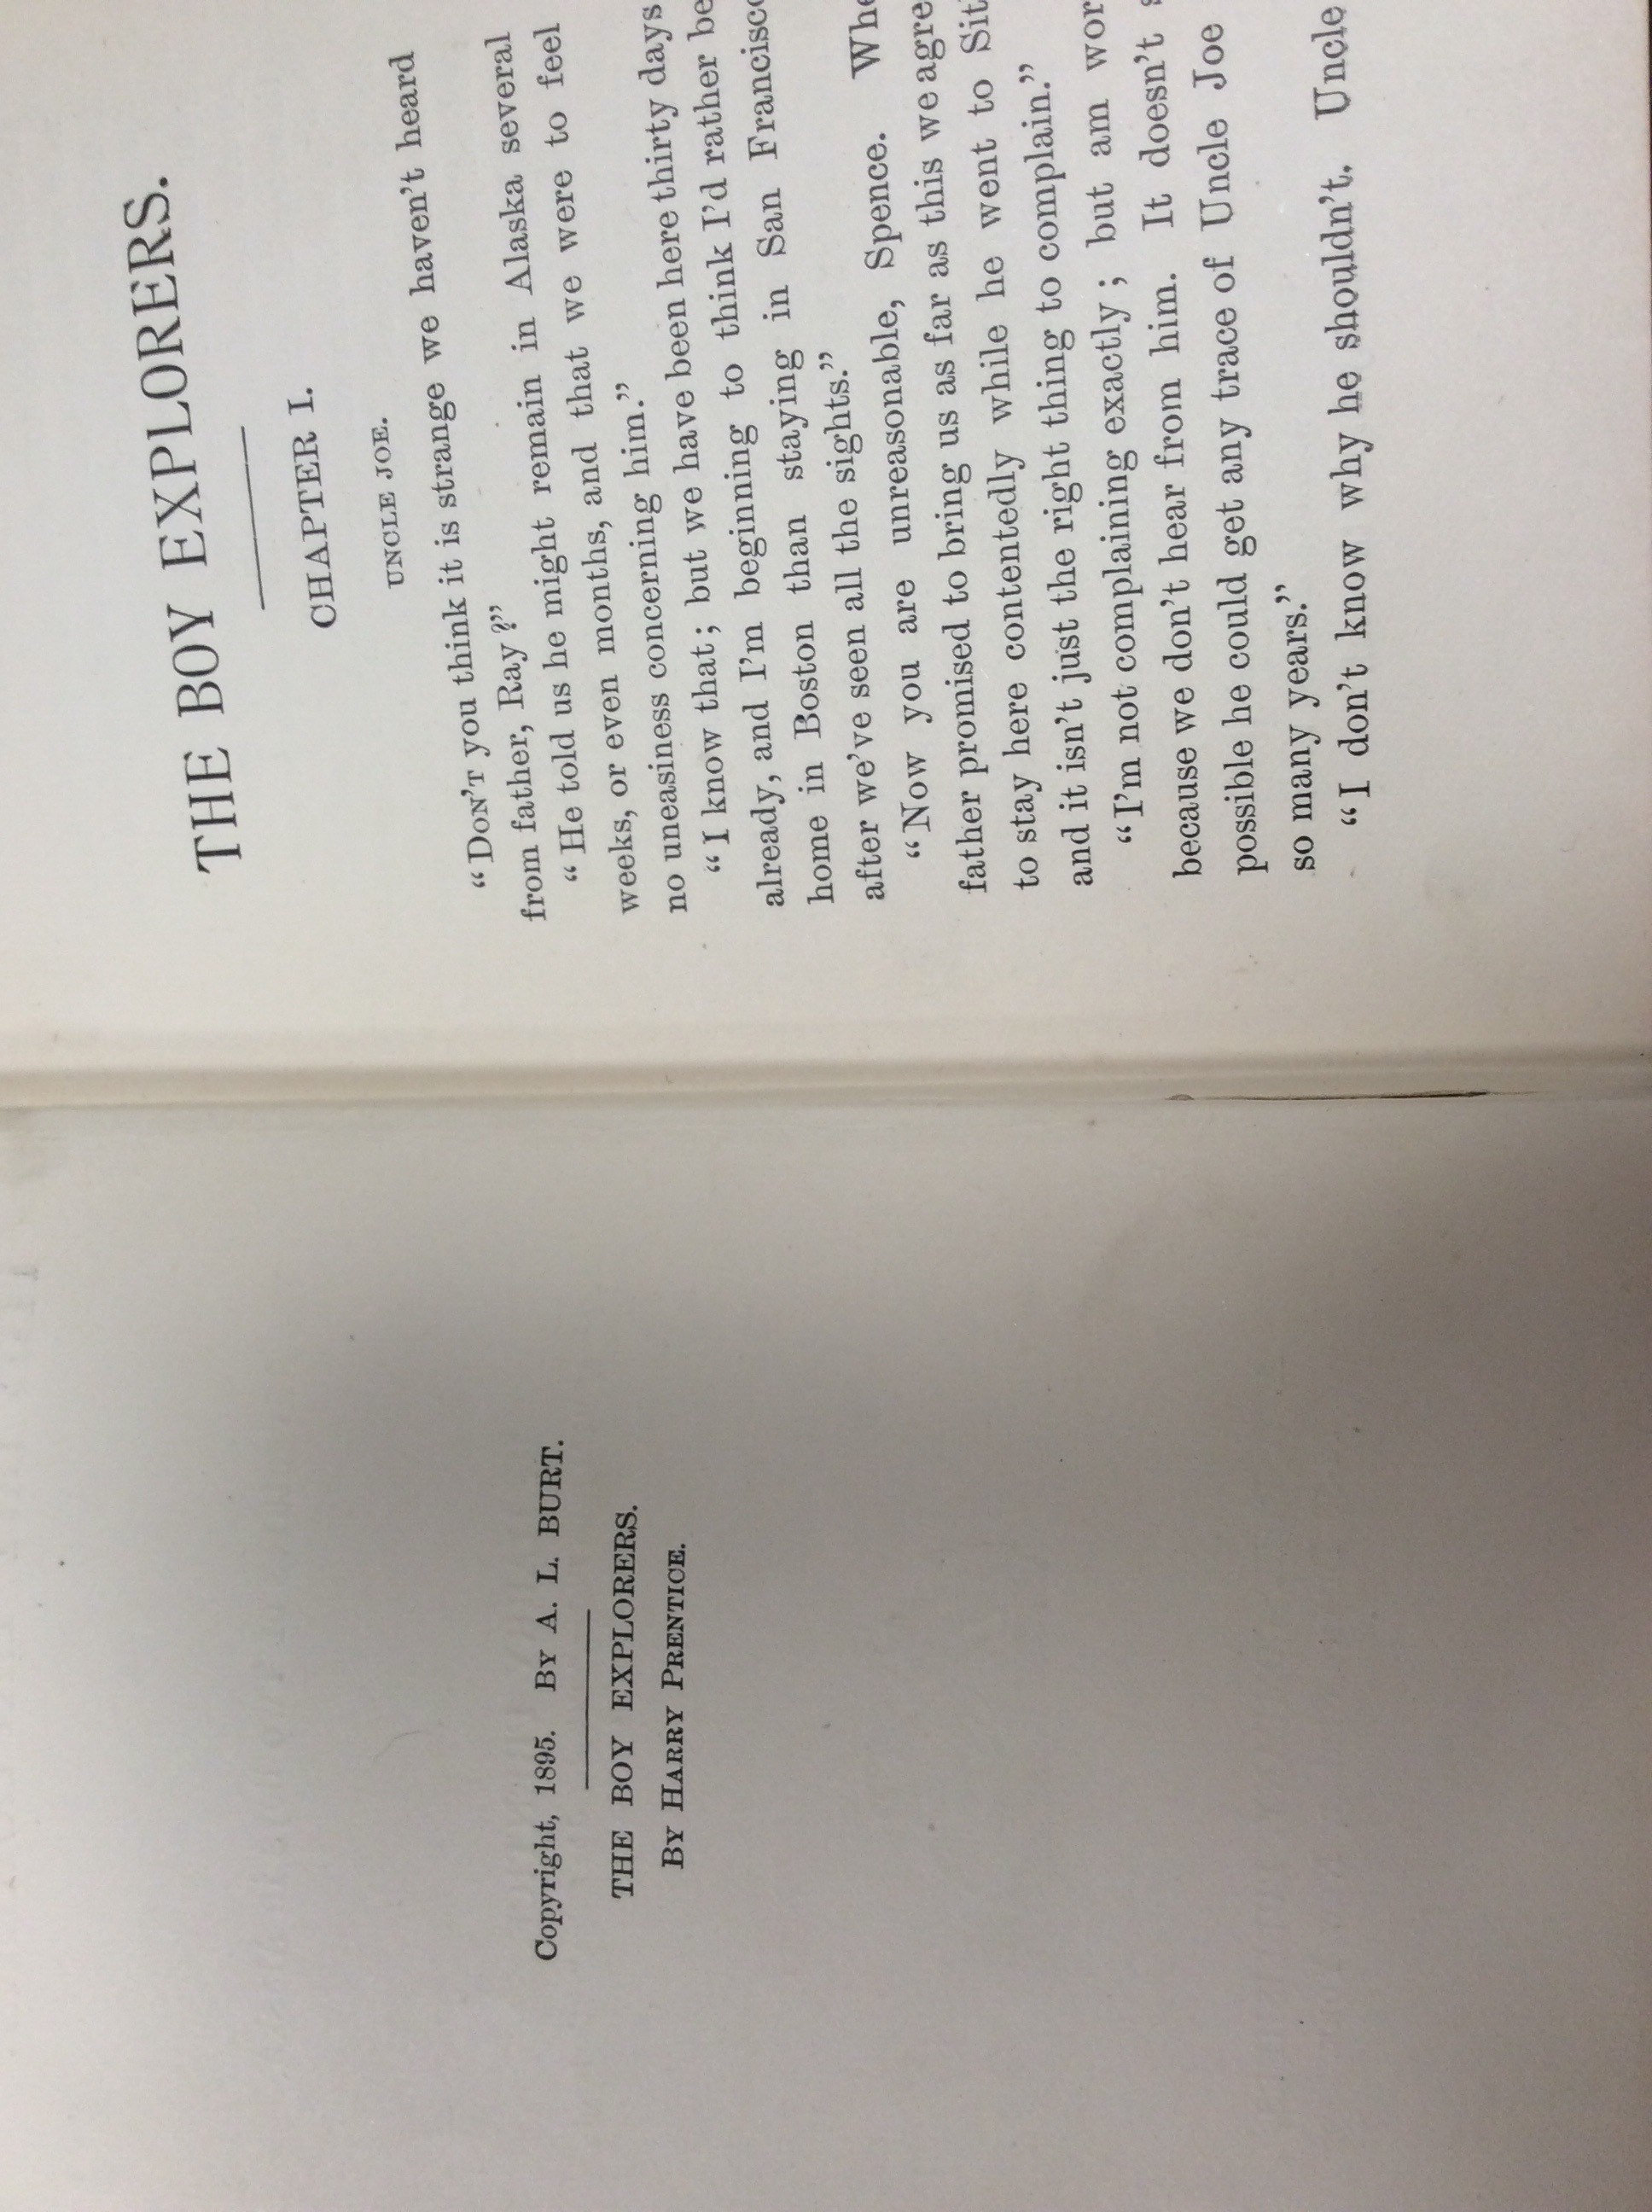 Copyright, 1895. By A. L. BURT.
THE BOY EXPLORERS.
By Harry Prentice.
THE BOY EXPLORERS.
CHAPTER I.
UNCLE JOE.
“Don’t you think it is strange we haven’t heard
from father, Ray?”
“He told us he might remain in Alaska several
weeks, or even months, and that we were to feel
no uneasiness concerning him.”
“I know that; but we have been here thirty days
already, and I’m beginning to think I’d rather be
home in Boston than staying in San Francisco
after we’ve seen all the sights.”
“Now you are unreasonable, Spence.
father promised to bring us as far as this we agre
to stay here contentedly while he went to Sit
and it isn’t just the right thing to complain.”
“I’m not complaining exactly; but am wor
because we don’t hear from him. It doesn’t
possible he could get any trace of Uncle Joe
so many years.”
“I don’t know why he shouldn’t. Uncle